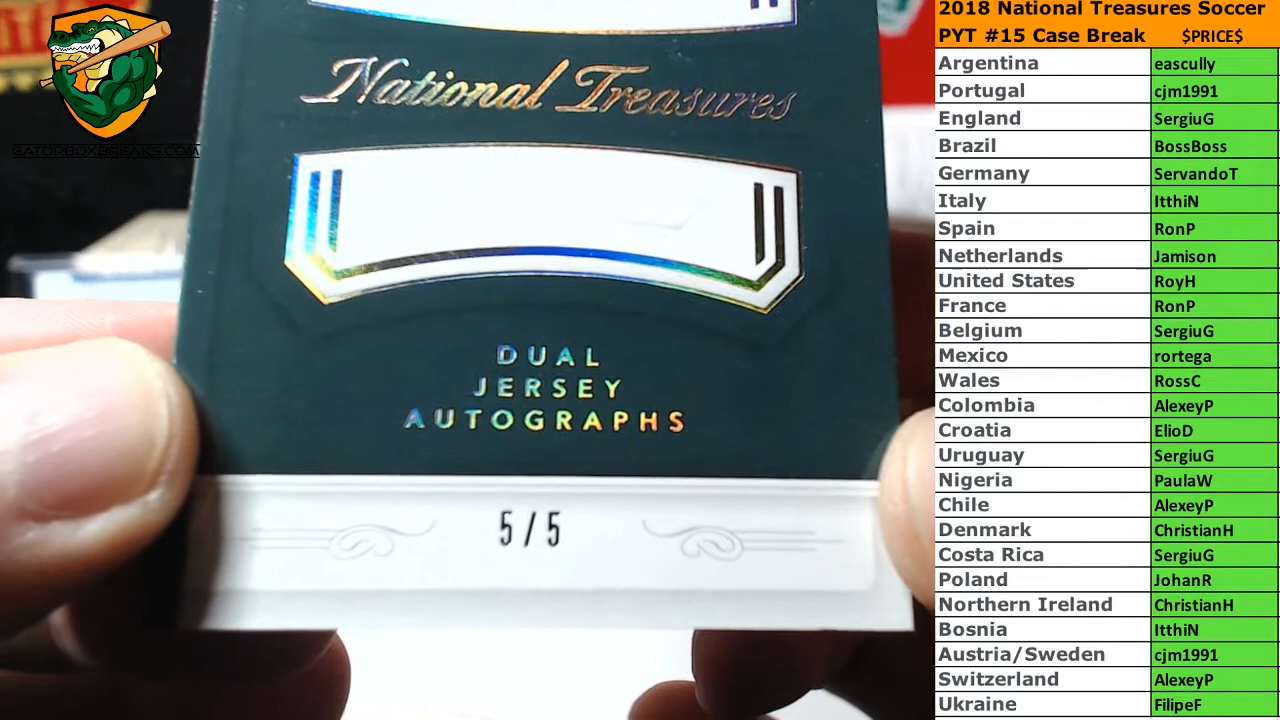 GATORBOXBREAKS.COM
National Treasures
DUAL
JERSEY
AUTOGRAPHS
5/5
2018 National Treasures Soccer
PYT #15 Case Break $PRICE$
Argentina eascully
Portugal cjm1991
England SergiuG
Brazil BossBoss
Germany ServandoT
Italy ItthiN
Spain RonP
Netherlands Jamison
United States RoyH
France RonP
Belgium SergiuG
Mexico rortega
Wales RossC
Colombia AlexeyP
Croatia ElioD
Uruguay SergiuG
Nigeria PaulaW
Chile AlexeyP
Denmark ChristianH
Costa Rica SergiuG
Poland JohanR
Northern Ireland ChristianH
Bosnia ItthiN
Austria/Sweden cjm1991
Switzerland AlexeyP
Ukraine FilipeF